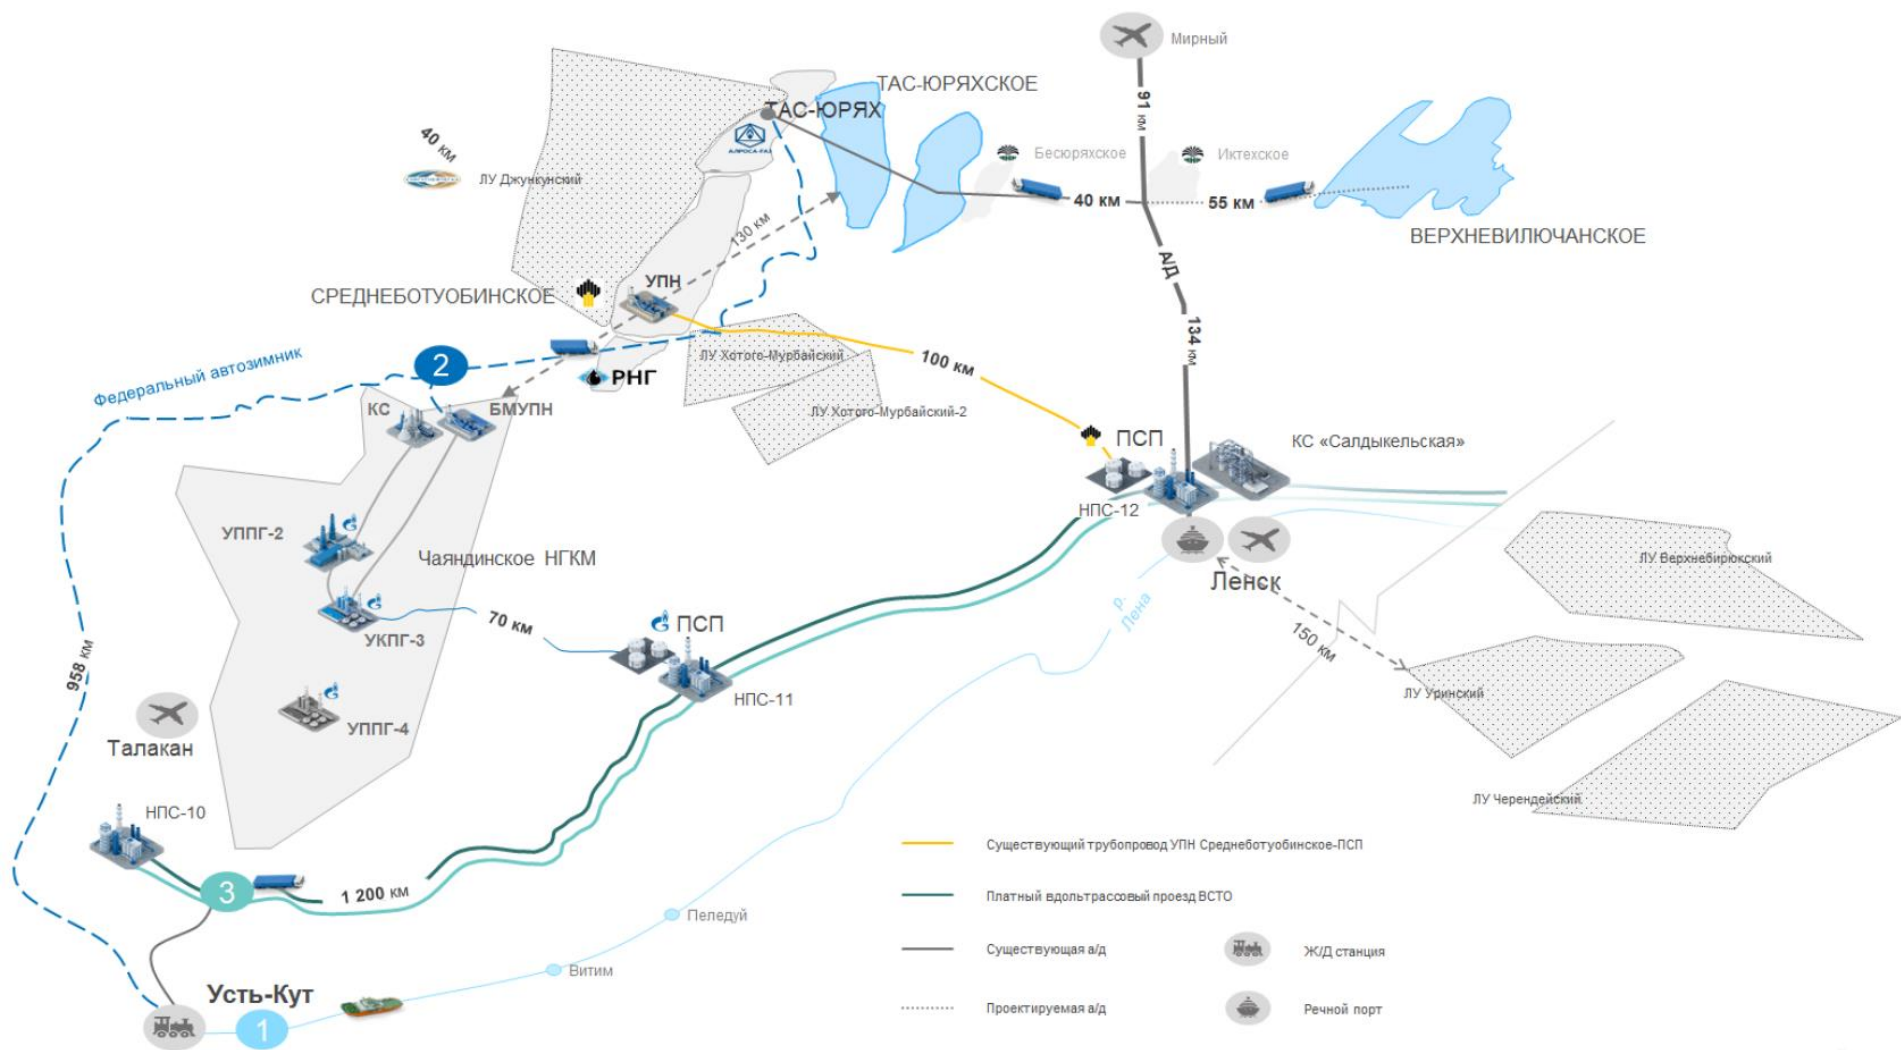 Мирный
ТАС-ЮРЯХСКОЕ
91 км
ТАС-ЮРЯХ
АЛРОСА-ГАЗ
40 км
ЛУ Джункунский
Бесюряхское
Иктехское
40 км
55 км
ВЕРХНЕВИЛЮЧАНСКОЕ
130 км
А/Д
134 км
УПН
СРЕДНЕБОТУОБИНСКОЕ
Федеральный автозимник
2
РНГ
ЛУ Хотого-Мурбайский
100 км
ЛУ Хотого-Мурбайский-2
КС
БМУПН
ПСП
КС «Салдыкельская»
НПС-12
УППГ-2
Чаяндинское НГКМ
ЛУ Верхнебирюкский
Ленск
р.
Лена
70 км
ПСП
УКПГ-3
150 км
958 км
НПС-11
ЛУ Уринский
УППГ-4
Талакан
НПС-10
ЛУ Черендейский
3
1 200 км
Пеледуй
Витим
Усть-Кут
1
Существующий трубопровод УПН Среднеботуобинское-ПСП
Платный вдольтрассовый проезд ВСТО
Существующая а/д
Ж/Д станция
Проектируемая а/д
Речной порт